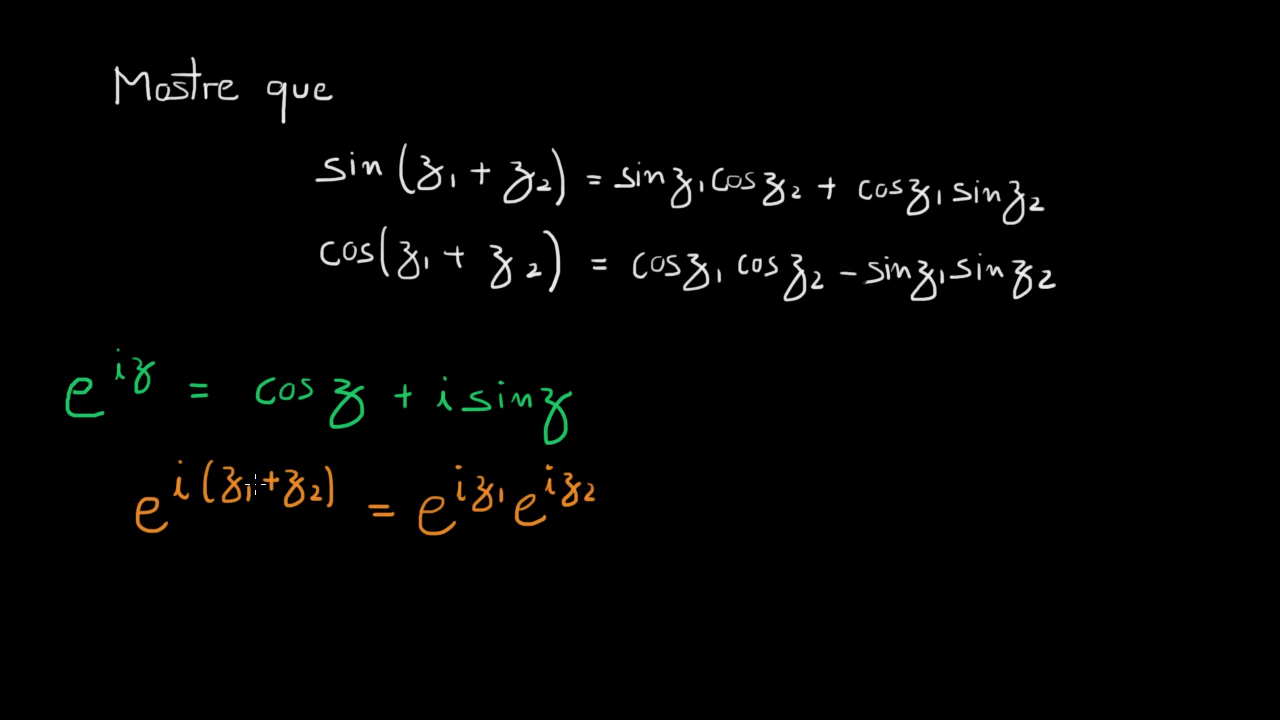 Mostre que
sin(z₁ + z₂) = sin z₁ cos z₂ + cos z₁ sin z₂
cos(z₁ + z₂) = cos z₁ cos z₂ - sin z₁ sin z₂
e^{iz} = cos z + i sin z
e^{i(z₁+z₂)} = e^{iz₁} e^{iz₂}